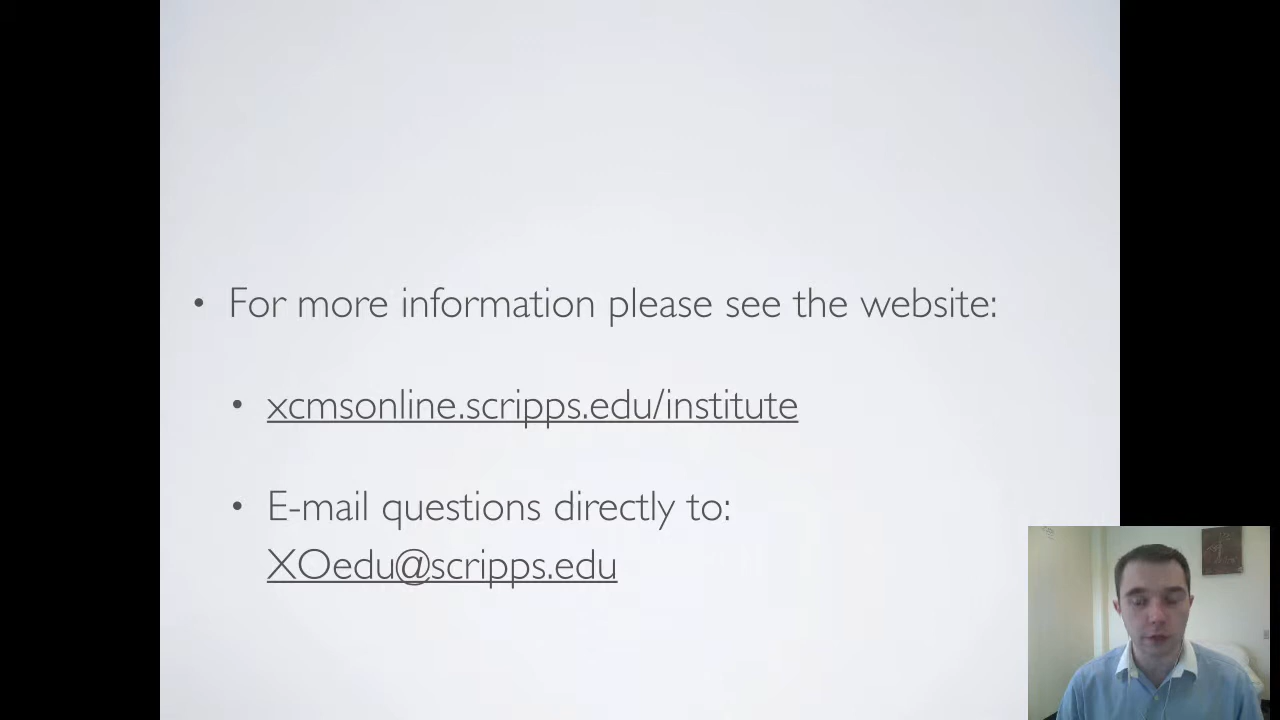 • For more information please see the website:
• xcmsonline.scripps.edu/institute
• E-mail questions directly to:
XOedu@scripps.edu